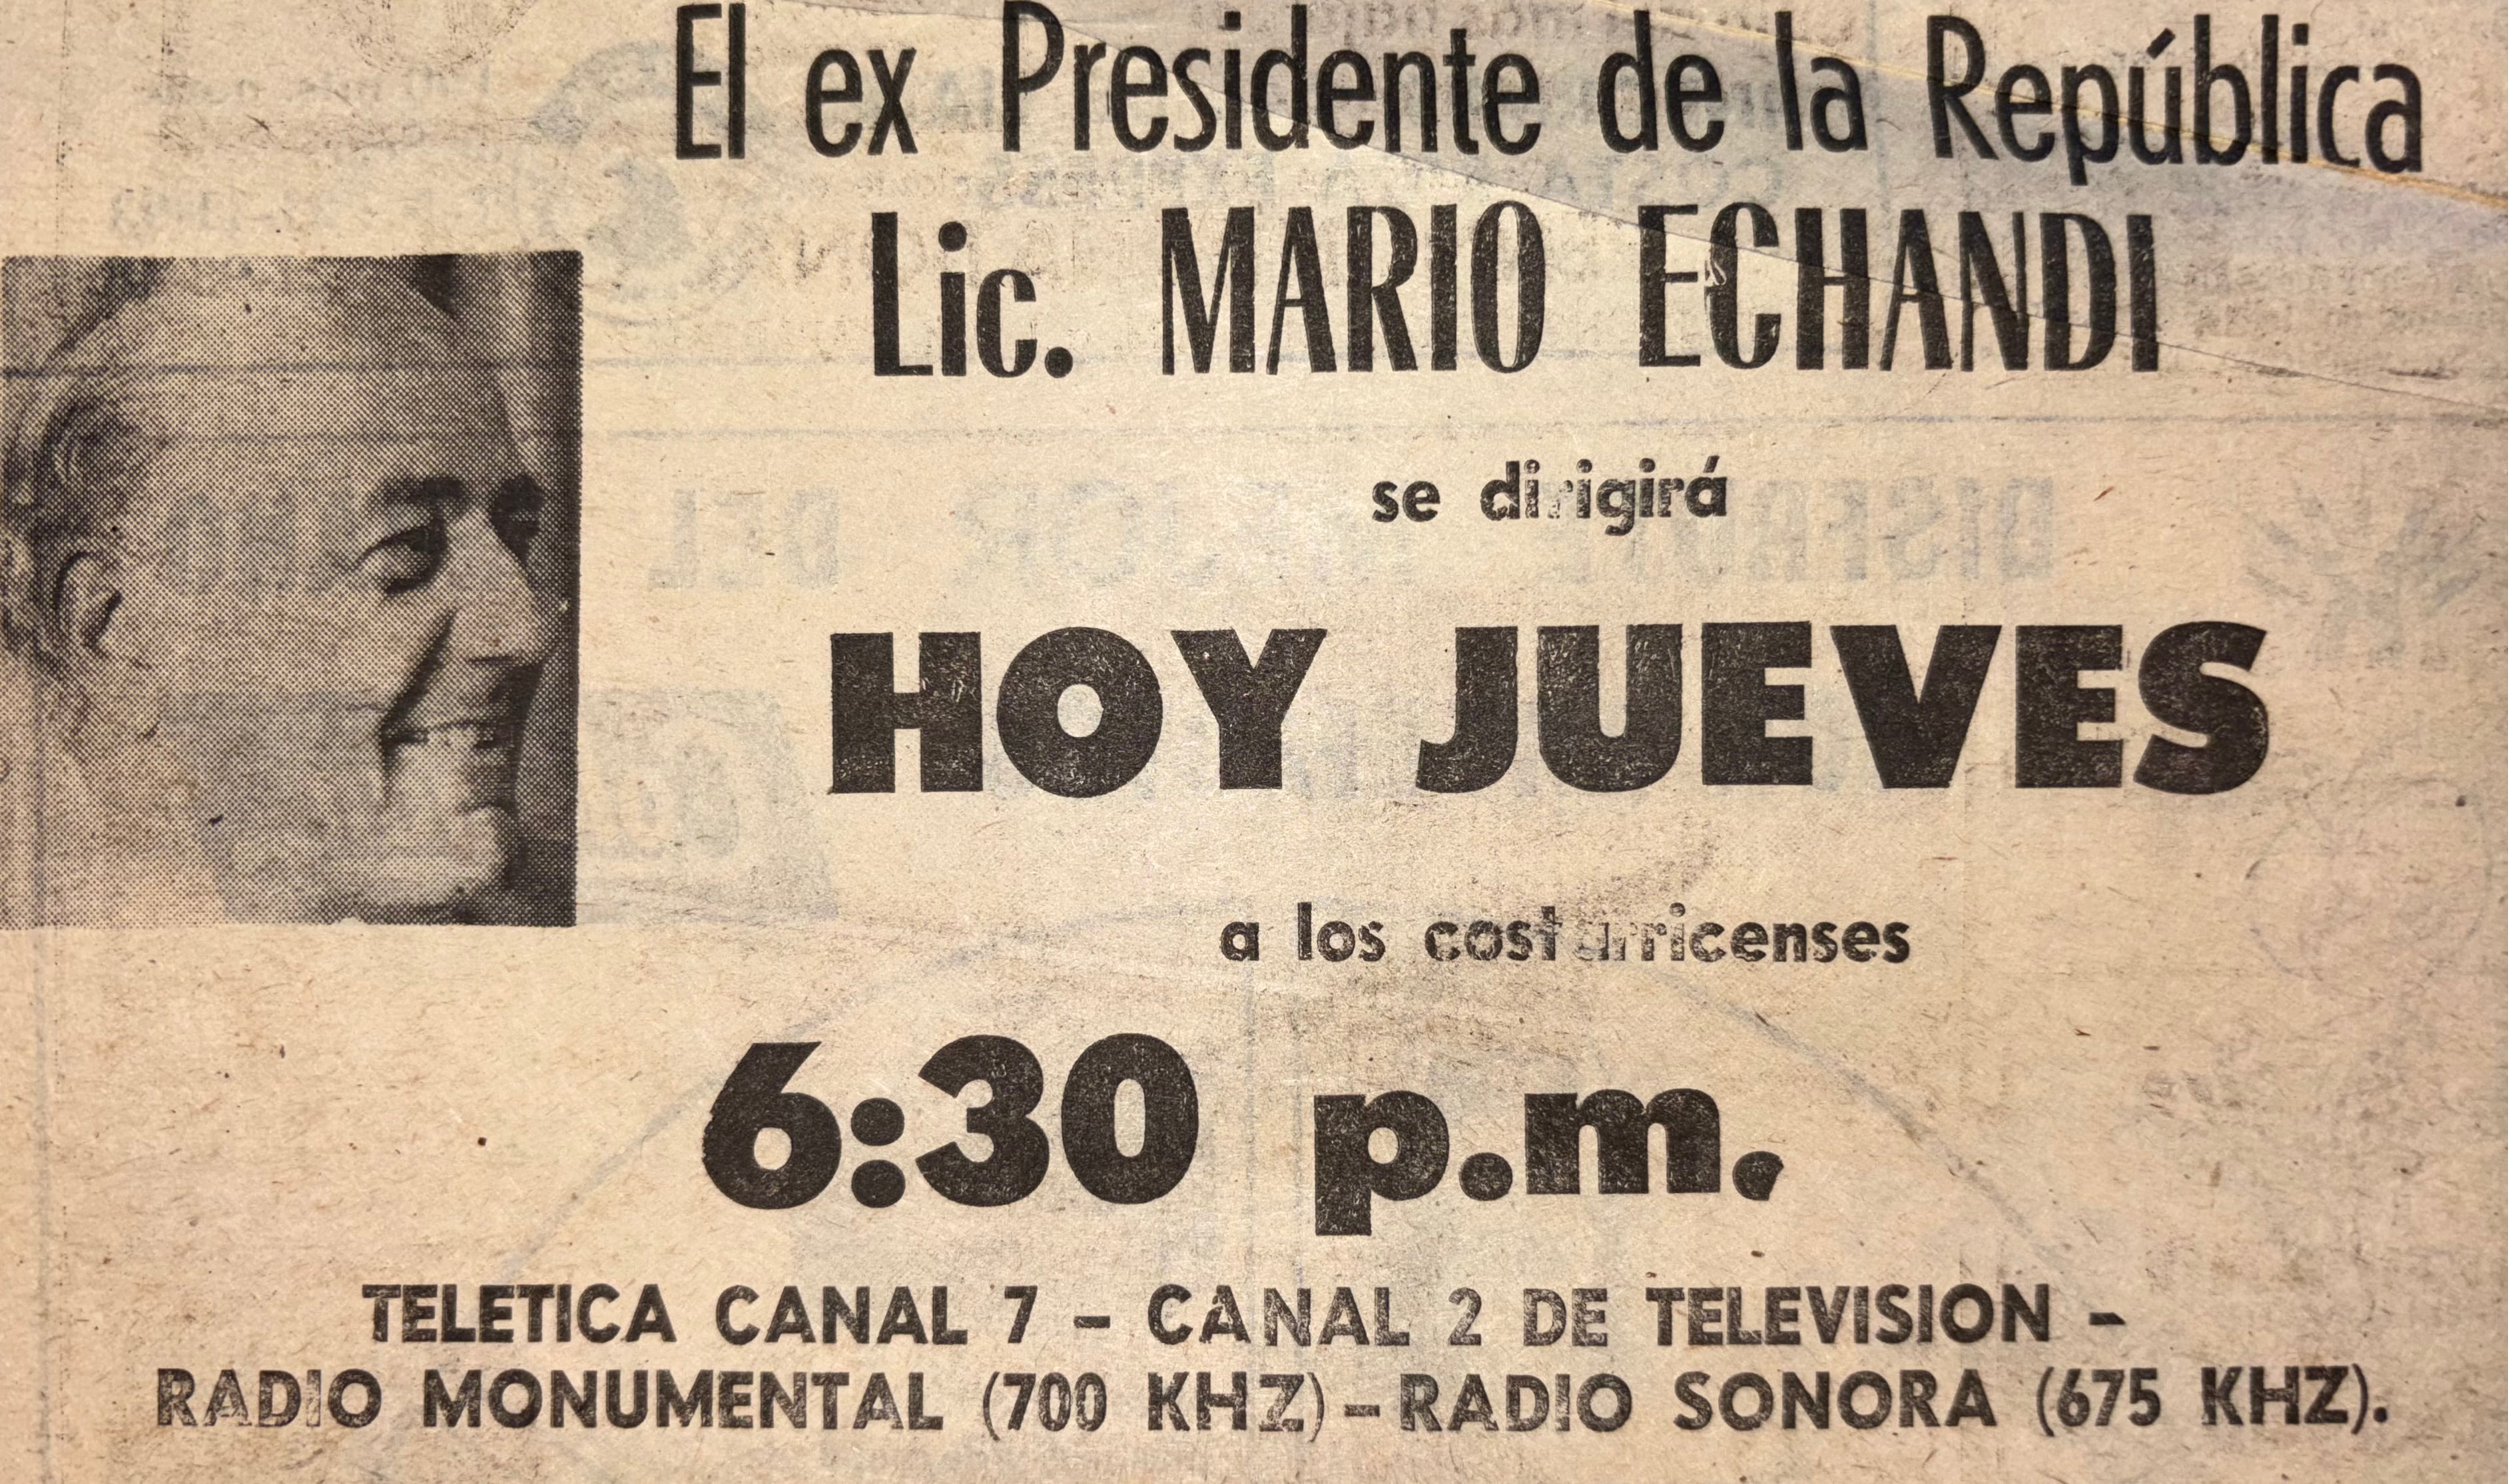 El ex Presidente de la República
Lic. MARIO ECHANDI
se dirigirá
HOY JUEVES
a los costarricenses
6:30 p.m.
TELETICA CANAL 7 – CANAL 2 DE TELEVISION –
RADIO MONUMENTAL (700 KHZ) – RADIO SONORA (675 KHZ).